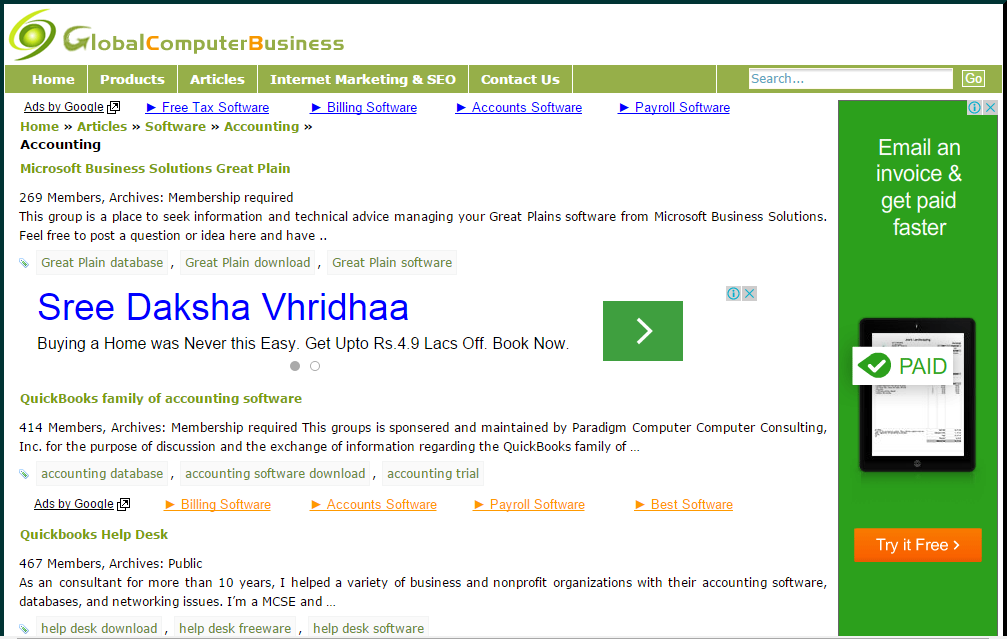 GlobalComputerBusiness
Home Products Articles Internet Marketing & SEO Contact Us Search... Go
Ads by Google ► Free Tax Software ► Billing Software ► Accounts Software ► Payroll Software
Home » Articles » Software » Accounting »
Accounting
Microsoft Business Solutions Great Plain
269 Members, Archives: Membership required
This group is a place to seek information and technical advice managing your Great Plains software from Microsoft Business Solutions.
Feel free to post a question or idea here and have ..
Great Plain database , Great Plain download , Great Plain software
Sree Daksha Vhridhaa
Buying a Home was Never this Easy. Get Upto Rs.4.9 Lacs Off. Book Now.
QuickBooks family of accounting software
414 Members, Archives: Membership required This groups is sponsered and maintained by Paradigm Computer Computer Consulting,
Inc. for the purpose of discussion and the exchange of information regarding the QuickBooks family of …
accounting database , accounting software download , accounting trial
Ads by Google ► Billing Software ► Accounts Software ► Payroll Software ► Best Software
Quickbooks Help Desk
467 Members, Archives: Public
As an consultant for more than 10 years, I helped a variety of business and nonprofit organizations with their accounting software,
databases, and networking issues. I'm a MCSE and …
help desk download , help desk freeware , help desk software
Email an
invoice &
get paid
faster
PAID
Try it Free ›